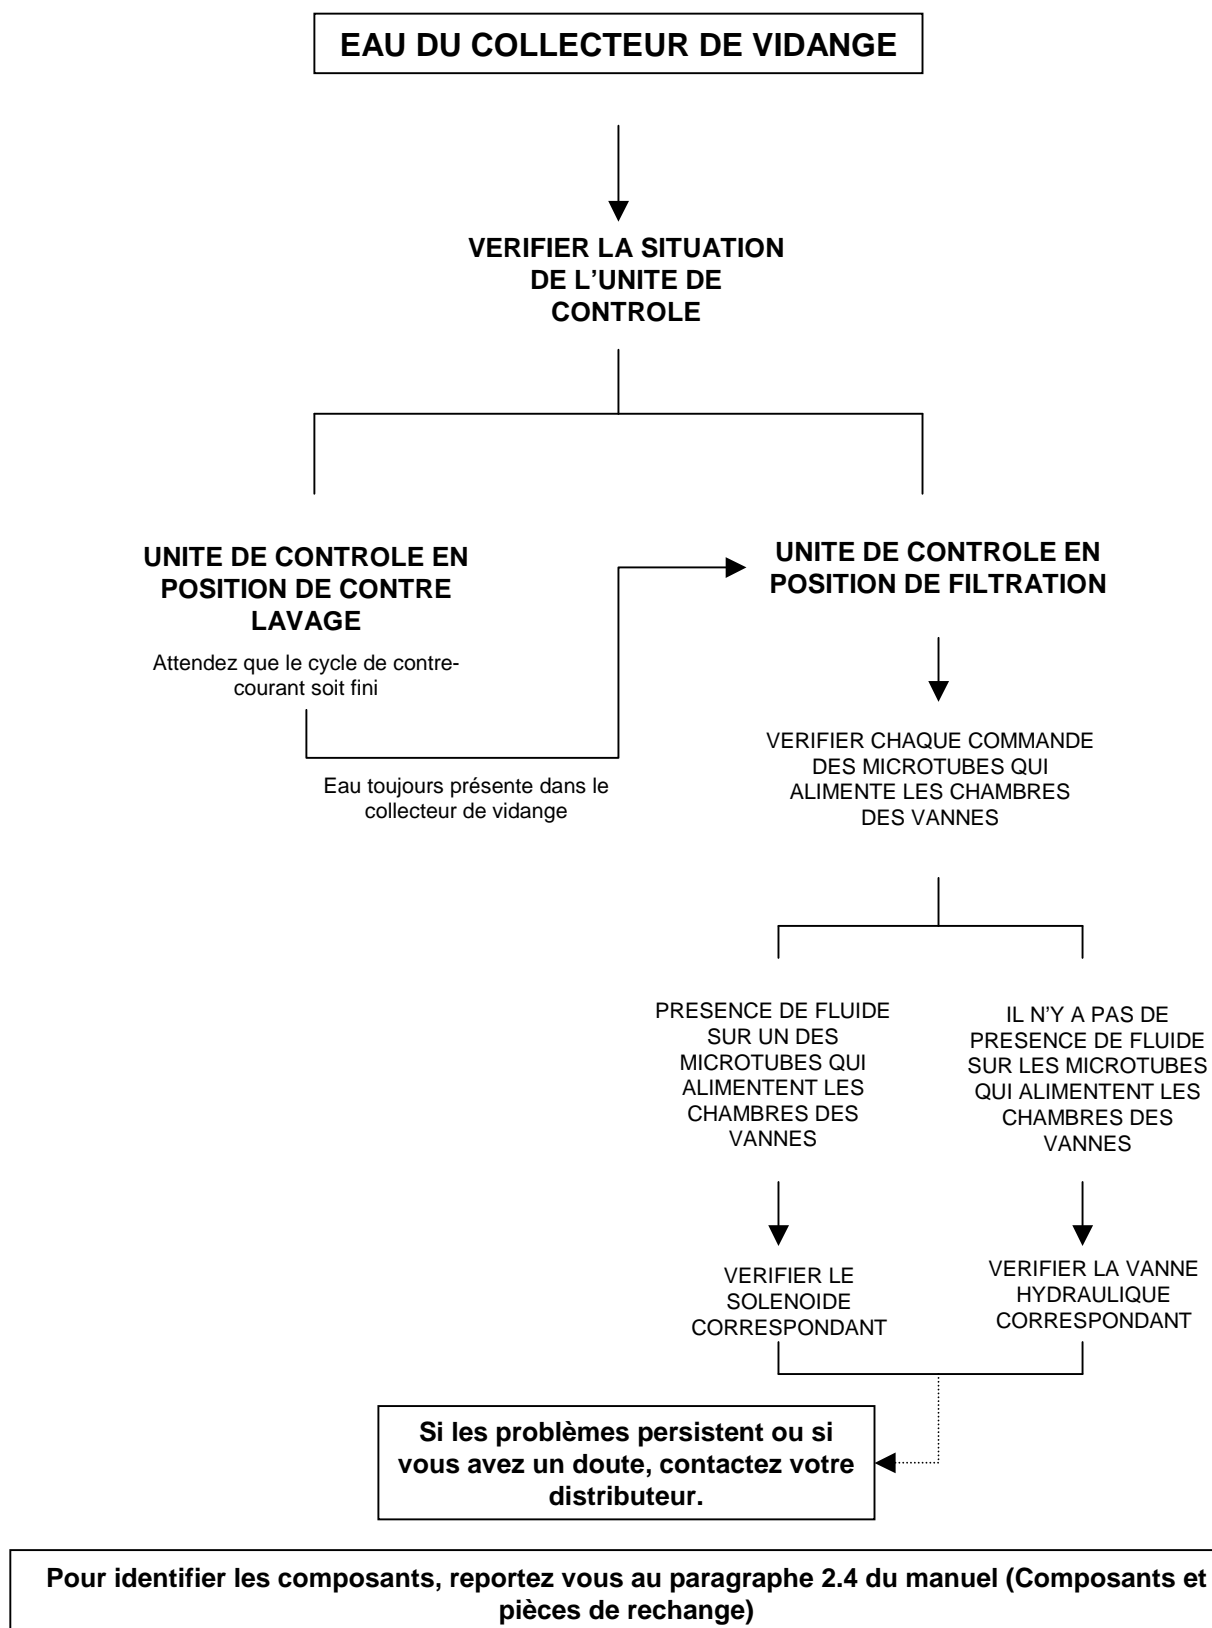 EAU DU COLLECTEUR DE VIDANGE
VERIFIER LA SITUATION
DE L’UNITE DE
CONTROLE
UNITE DE CONTROLE EN
POSITION DE CONTRE
LAVAGE
Attendez que le cycle de contre-
courant soit fini
Eau toujours présente dans le
collecteur de vidange
UNITE DE CONTROLE EN
POSITION DE FILTRATION
VERIFIER CHAQUE COMMANDE
DES MICROTUBES QUI
ALIMENTE LES CHAMBRES
DES VANNES
PRESENCE DE FLUIDE
SUR UN DES
MICROTUBES QUI
ALIMENTENT LES
CHAMBRES DES
VANNES
IL N’Y A PAS DE
PRESENCE DE FLUIDE
SUR LES MICROTUBES
QUI ALIMENTENT LES
CHAMBRES DES
VANNES
VERIFIER LE
SOLENOIDE
CORRESPONDANT
VERIFIER LA VANNE
HYDRAULIQUE
CORRESPONDANT
Si les problèmes persistent ou si
vous avez un doute, contactez votre
distributeur.
Pour identifier les composants, reportez vous au paragraphe 2.4 du manuel (Composants et
pièces de rechange)